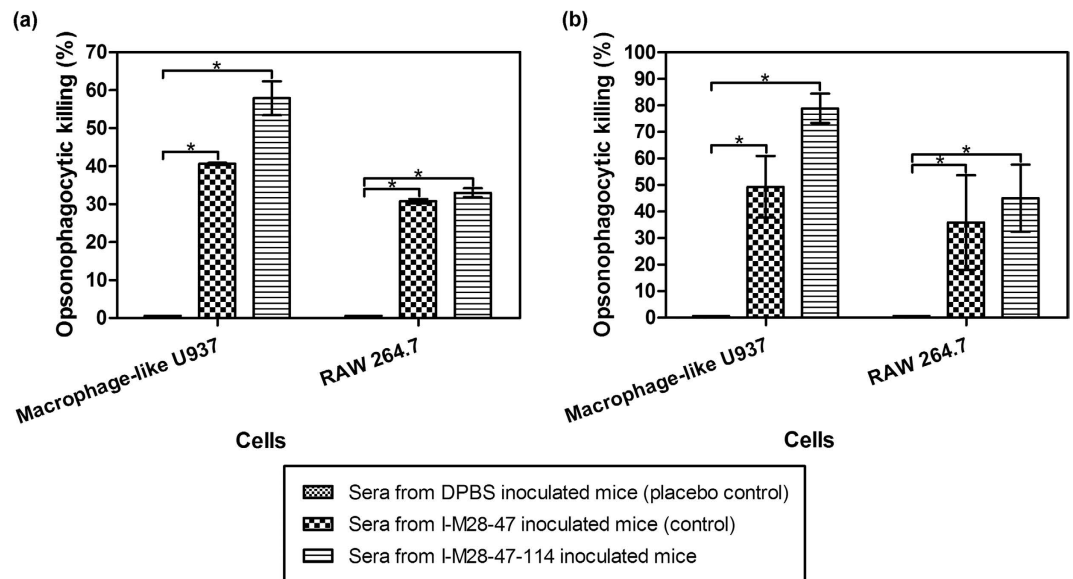 (a)
Opsonophagocytic killing (%)
70
60
50
40
30
20
10
0
*
*
*
*
Macrophage-like U937
RAW 264.7
Cells
(b)
Opsonophagocytic killing (%)
100
90
80
70
60
50
40
30
20
10
0
*
*
*
*
Macrophage-like U937
RAW 264.7
Cells
Sera from DPBS inoculated mice (placebo control)
Sera from I-M28-47 inoculated mice (control)
Sera from I-M28-47-114 inoculated mice